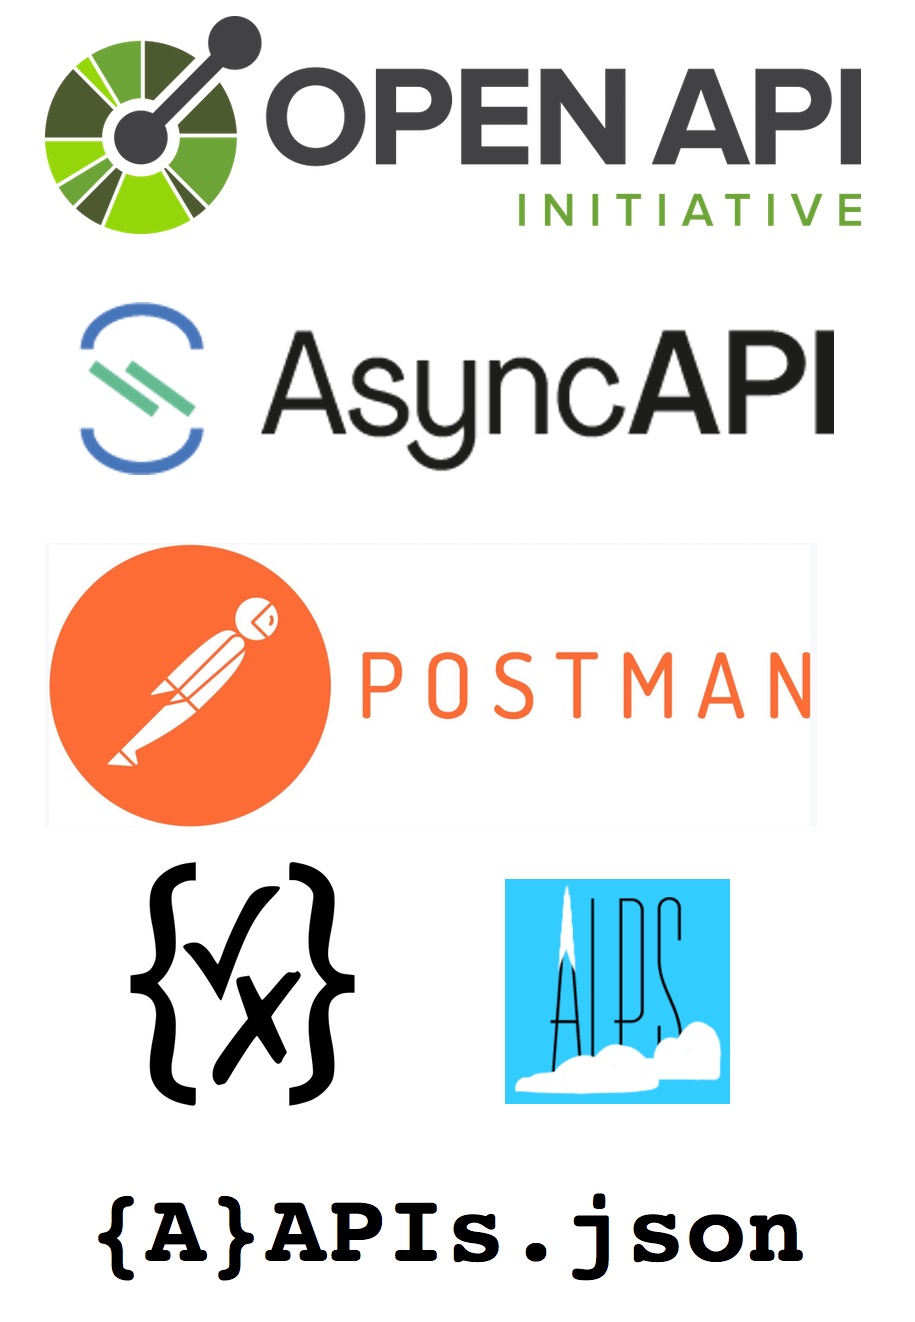 OPEN API
INITIATIVE
AsyncAPI
POSTMAN
{✓x}
ALPS
{A}APIs.json